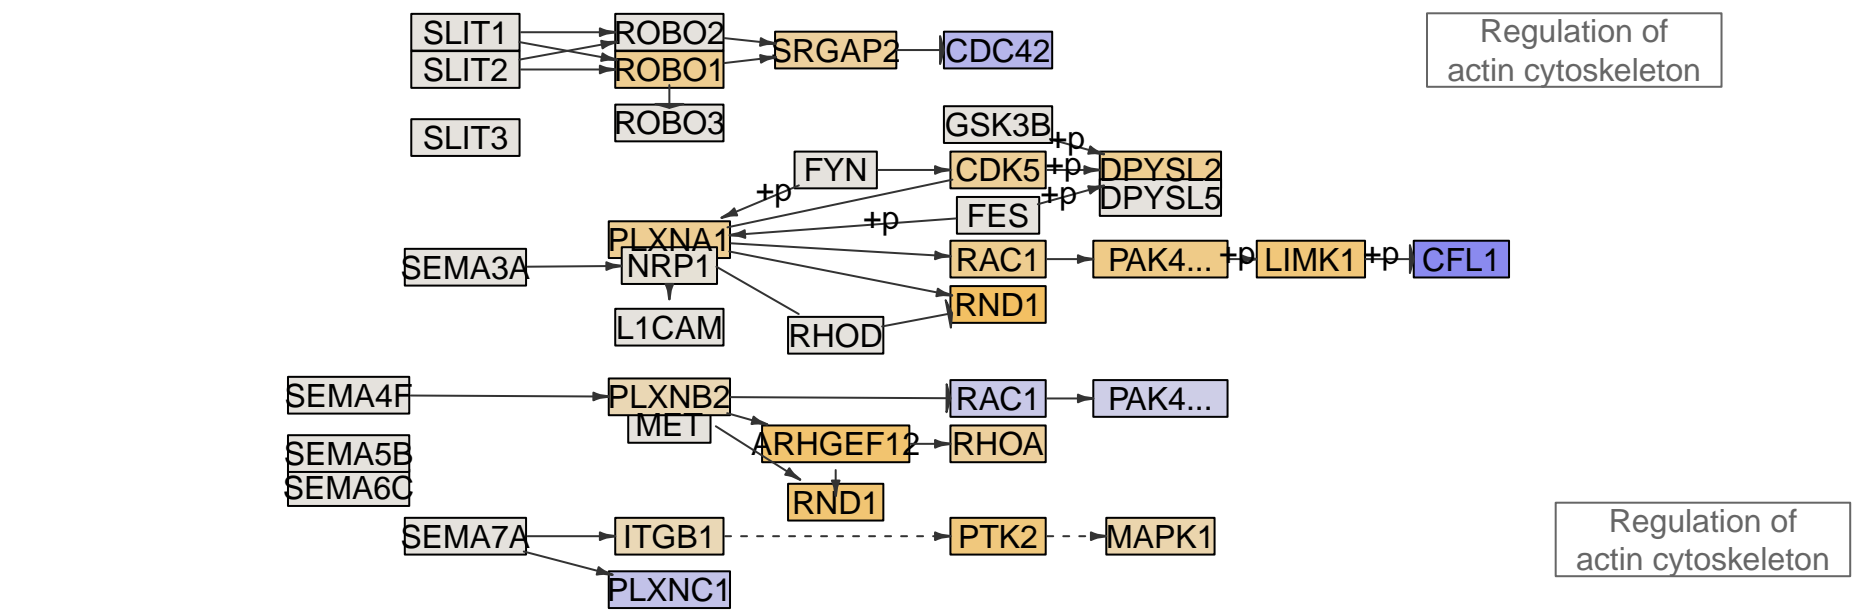 SLIT1
ROBO2
SRGAP2
CDC42
Regulation of
actin cytoskeleton
SLIT2
ROBO1
SLIT3
ROBO3
GSK3B
+p
FYN
CDK5
+p
DPYSL2
+p
+p
DPYSL5
FES
+p
PLXNA1
SEMA3A
NRP1
RAC1
PAK4...
+p
LIMK1
+p
CFL1
RND1
L1CAM
RHOD
SEMA4F
PLXNB2
RAC1
PAK4...
MET
ARHGEF12
RHOA
SEMA5B
SEMA6C
RND1
SEMA7A
ITGB1
PTK2
MAPK1
Regulation of
actin cytoskeleton
PLXNC1